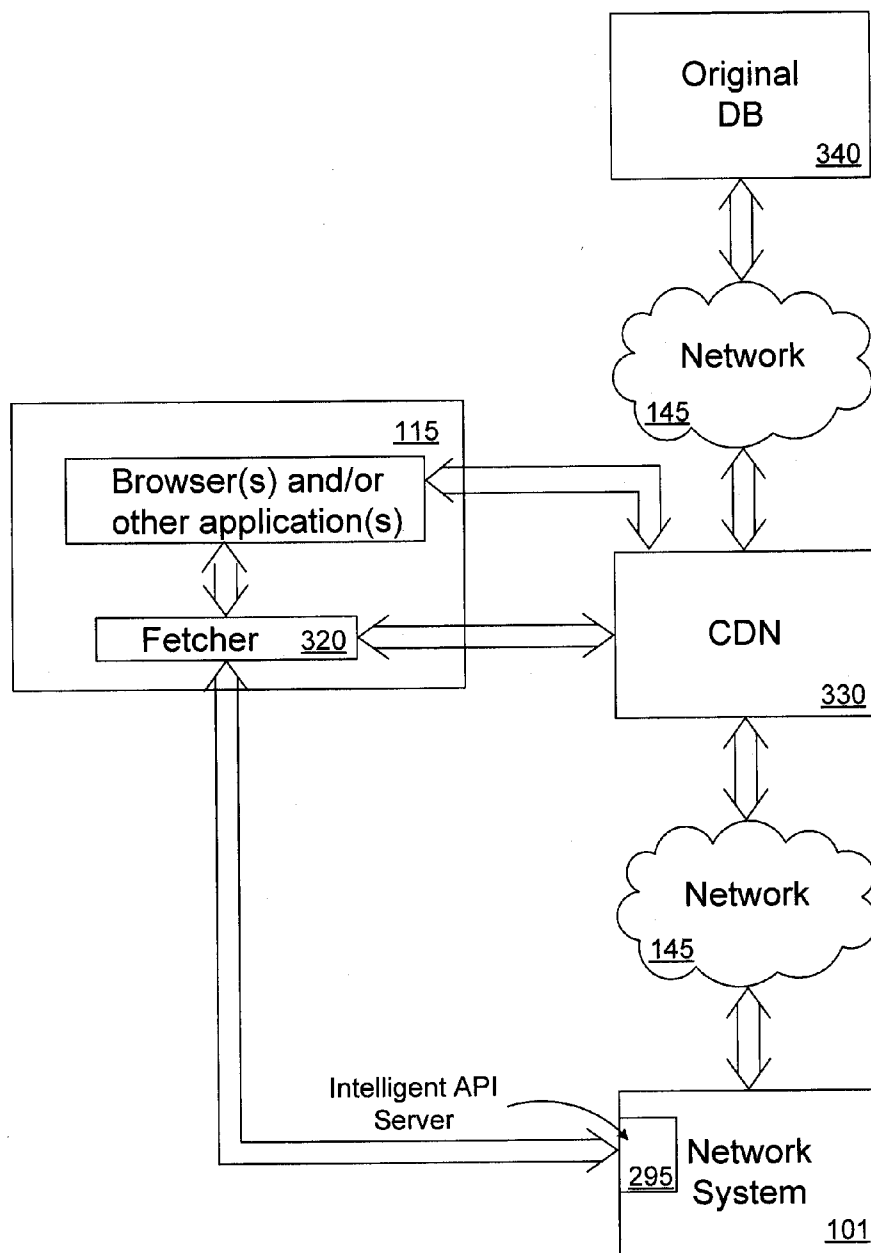 Original
DB
340
Network
145
115
Browser(s) and/or
other application(s)
Fetcher 320
CDN
330
Network
145
Intelligent API
Server
295
Network
System
101